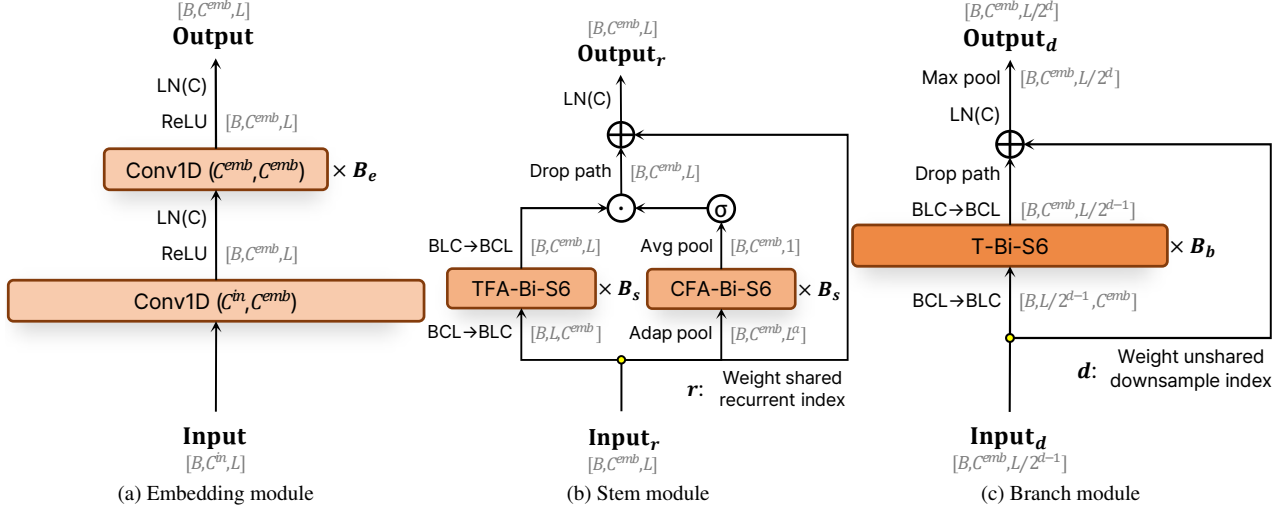 [B,C^emb,L]
Output
LN(C)
ReLU
[B,C^emb,L]
Conv1D (C^emb,C^emb)
× B_e
LN(C)
ReLU
[B,C^emb,L]
Conv1D (C^in,C^emb)
Input
[B,C^in,L]
(a) Embedding module
[B,C^emb,L]
Output_r
LN(C)
Drop path
[B,C^emb,L]
σ
BLC→BCL
[B,C^emb,L]
Avg pool
[B,C^emb,1]
TFA-Bi-S6
× B_s
CFA-Bi-S6
× B_s
BCL→BLC
[B,L,C^emb]
Adap pool
[B,C^emb,L^a]
r:
Weight shared
recurrent index
Input_r
[B,C^emb,L]
(b) Stem module
[B,C^emb,L/2^d]
Output_d
Max pool
[B,C^emb,L/2^d]
LN(C)
Drop path
BLC→BCL
[B,C^emb,L/2^d-1]
T-Bi-S6
× B_b
BCL→BLC
[B,L/2^d-1,C^emb]
d:
Weight unshared
downsample index
Input_d
[B,C^emb,L/2^d-1]
(c) Branch module